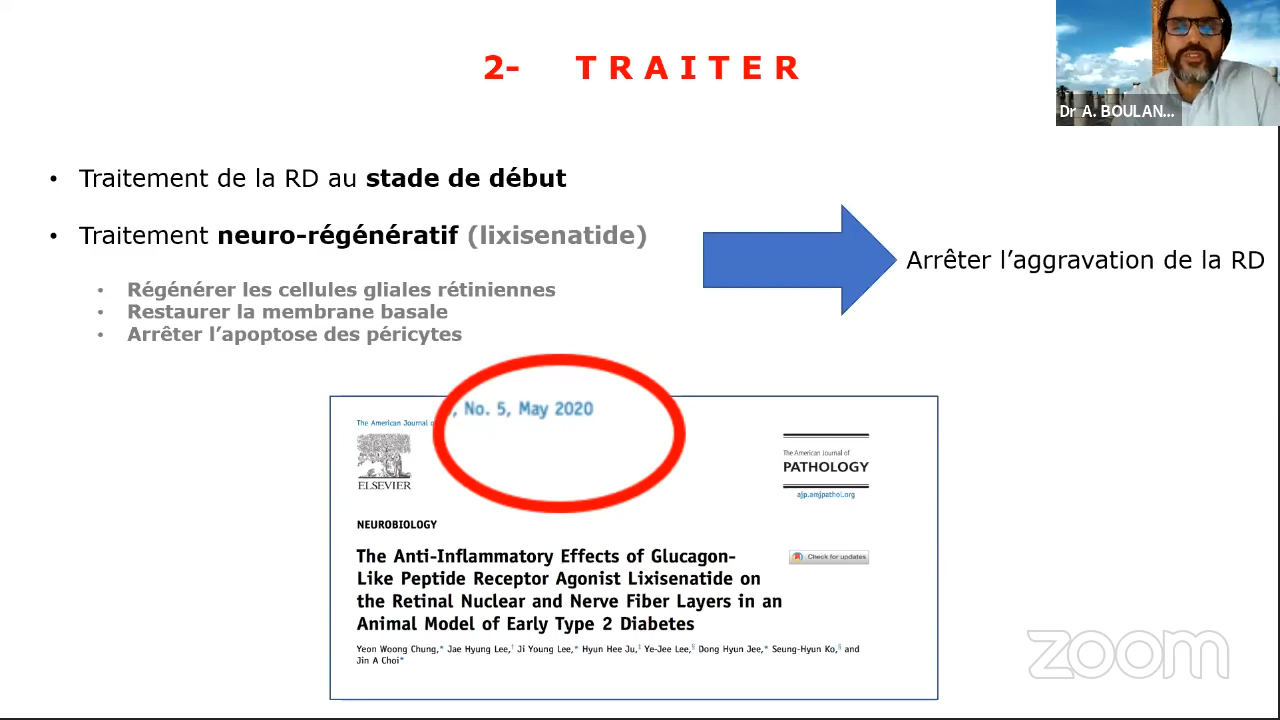 2- TRAITER
Dr A. BOULAN...
• Traitement de la RD au stade de début
• Traitement neuro-régénératif (lixisenatide)
Arrêter l’aggravation de la RD
• Régénérer les cellules gliales rétiniennes
• Restaurer la membrane basale
• Arrêter l’apoptose des péricytes
, No. 5, May 2020
The American Journal of
ELSEVIER
The American Journal of
PATHOLOGY
ajp.amjpathol.org
NEUROBIOLOGY
Check for updates
The Anti-Inflammatory Effects of Glucagon-
Like Peptide Receptor Agonist Lixisenatide on
the Retinal Nuclear and Nerve Fiber Layers in an
Animal Model of Early Type 2 Diabetes
Yeon Woong Chung,* Jae Hyung Lee,† Ji Young Lee,* Hyun Hee Ju,‡ Ye-Jee Lee,§ Dong Hyun Jee,* Seung-Hyun Ko,§ and
Jin A Choi*
zoom